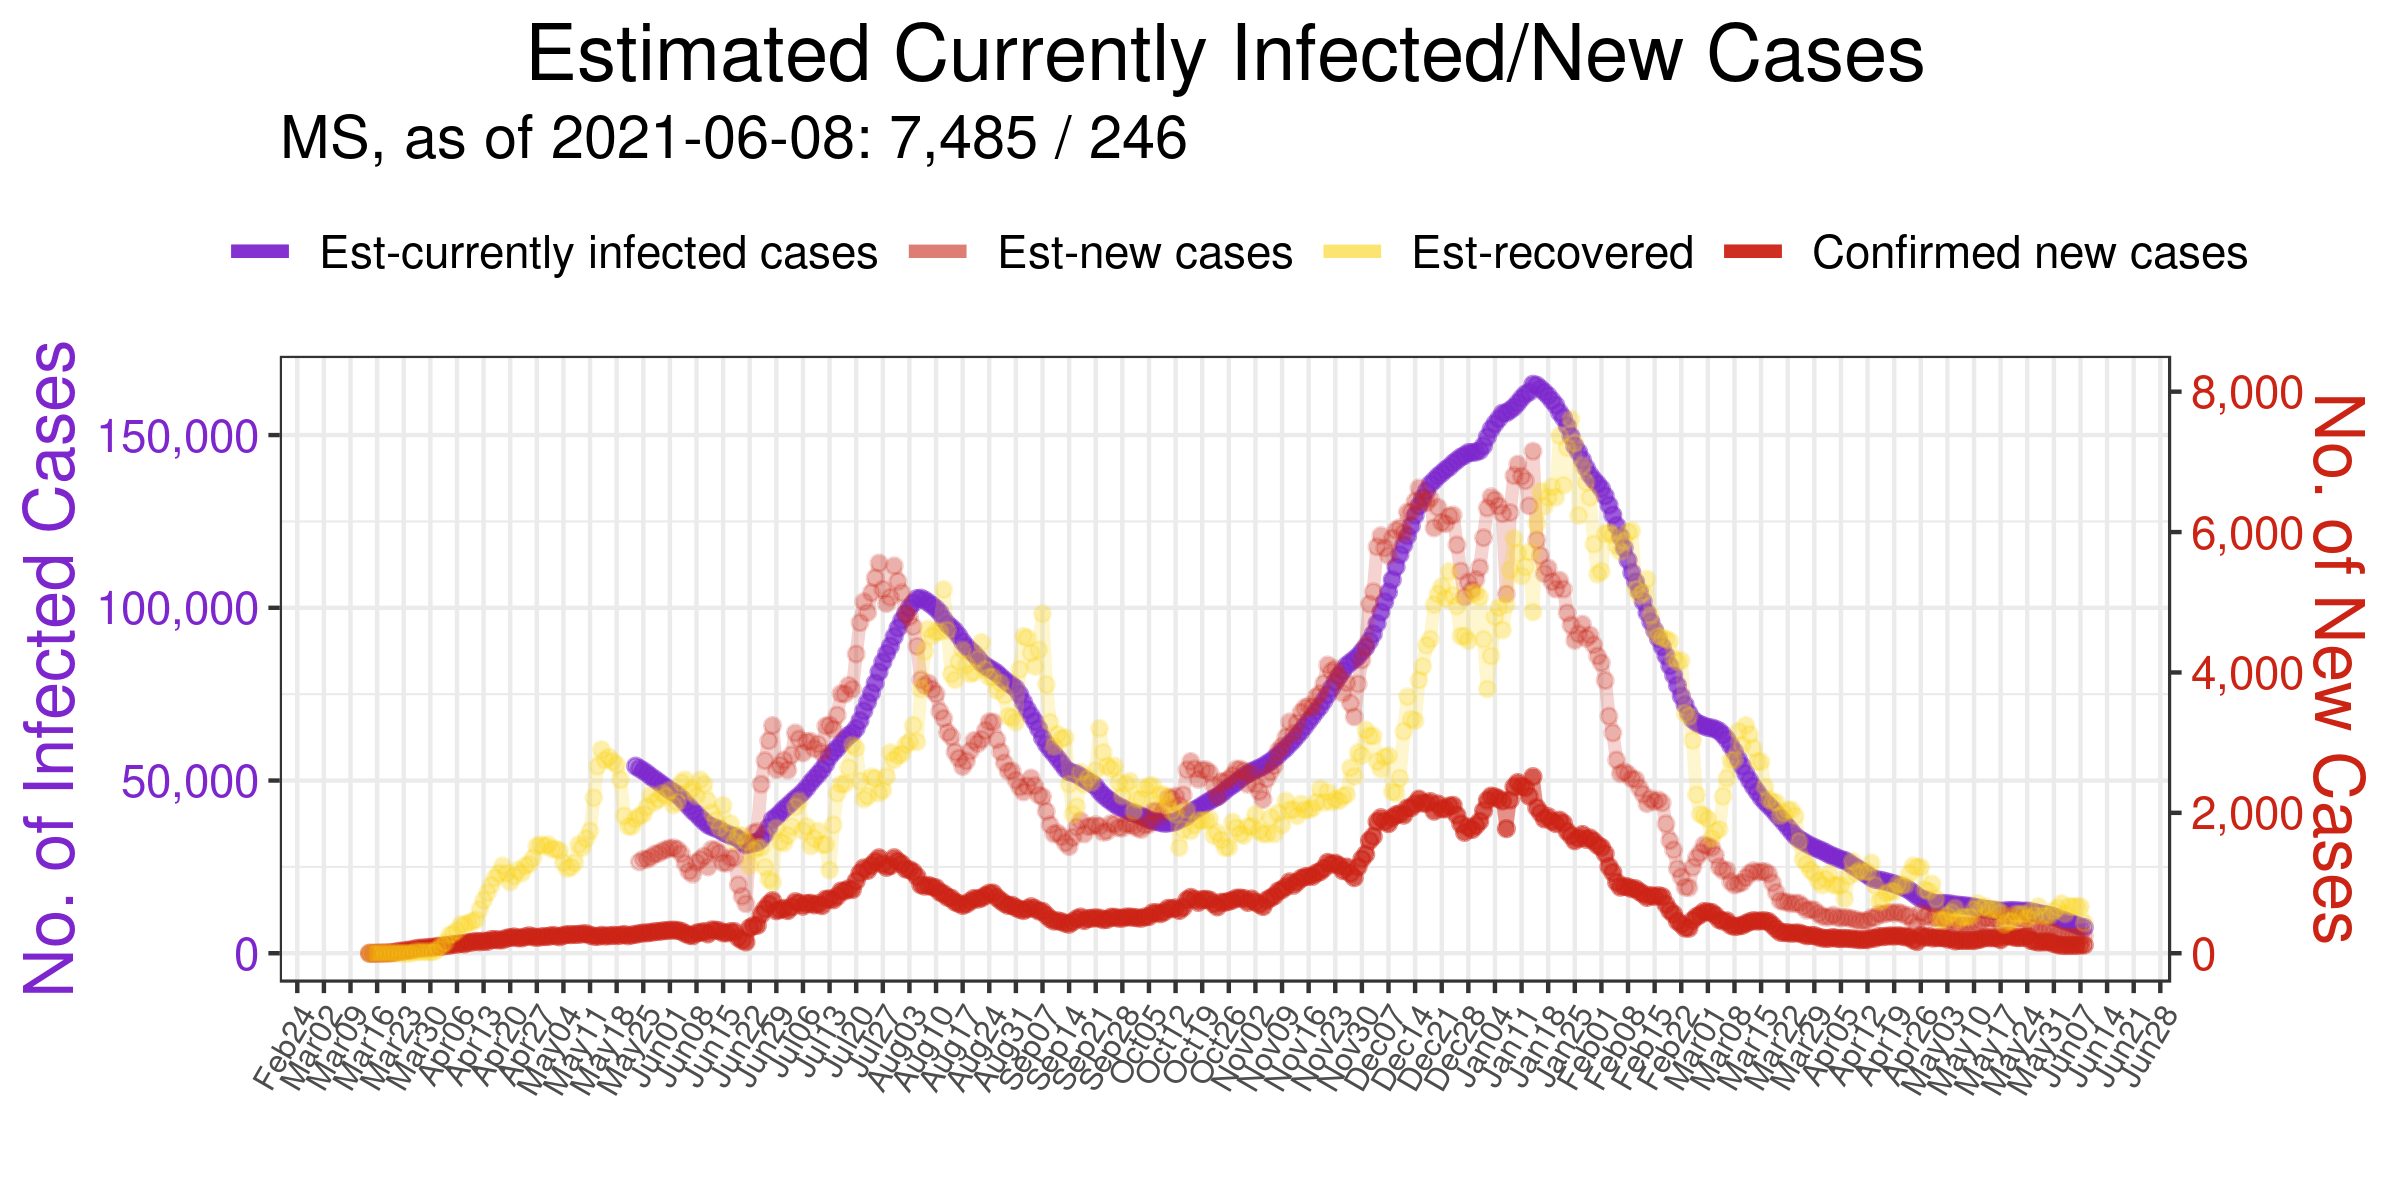 Estimated Currently Infected/New Cases
MS, as of 2021-06-08: 7,485 / 246
Est-currently infected cases Est-new cases Est-recovered Confirmed new cases
No. of Infected Cases
150,000
100,000
50,000
0
8,000
6,000
4,000
2,000
0
No. of New Cases
Feb24
Mar02
Mar09
Mar16
Mar23
Mar30
Apr06
Apr13
Apr20
Apr27
May04
May11
May18
May25
Jun01
Jun08
Jun15
Jun22
Jun29
Jul06
Jul13
Jul20
Jul27
Aug03
Aug10
Aug17
Aug24
Aug31
Sep07
Sep14
Sep21
Sep28
Oct05
Oct12
Oct19
Oct26
Nov02
Nov09
Nov16
Nov23
Nov30
Dec07
Dec14
Dec21
Dec28
Jan04
Jan11
Jan18
Jan25
Feb01
Feb08
Feb15
Feb22
Mar01
Mar08
Mar15
Mar22
Mar29
Apr05
Apr12
Apr19
Apr26
May03
May10
May17
May24
May31
Jun07
Jun14
Jun21
Jun28